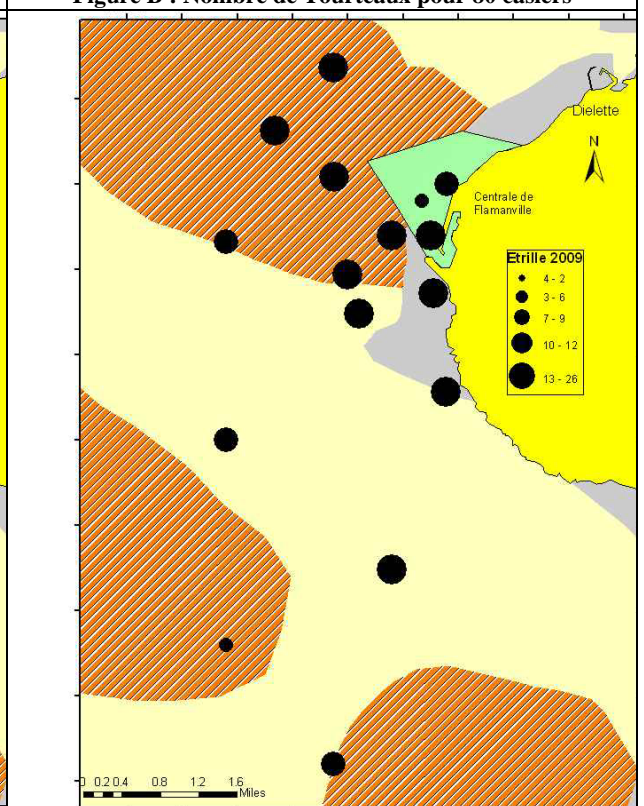 Figure B : Nombre de Tourteaux pour 80 casiers
Dielette
N
Centrale de
Flamanville
Etrille 2009
4 - 2
3 - 6
7 - 9
10 - 12
13 - 26
0 0.2 0.4 0.8 1.2 1.6
Miles